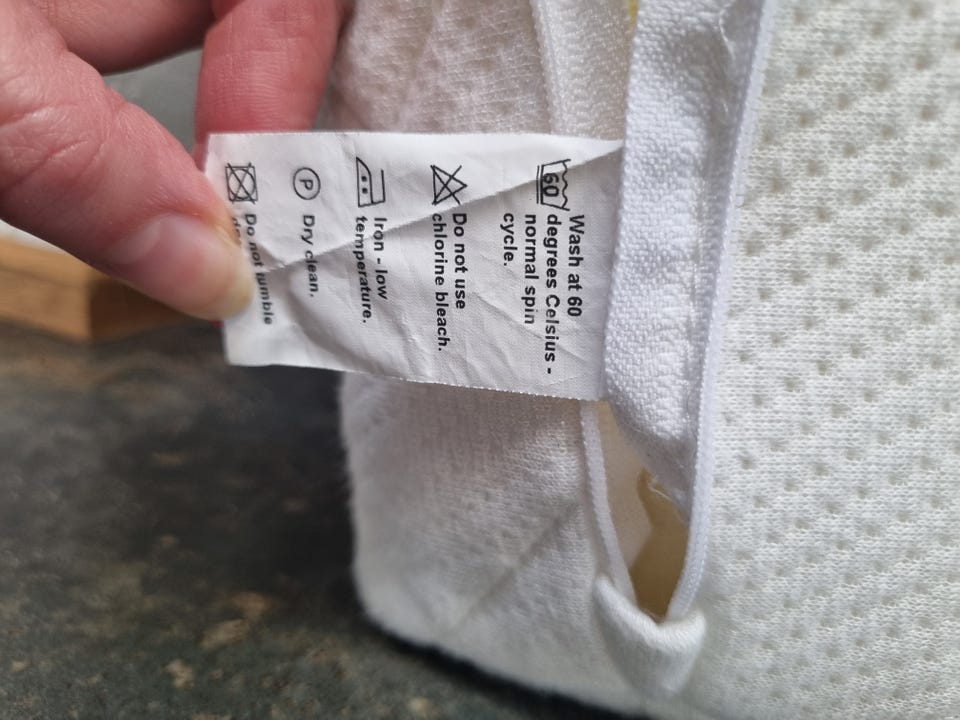 60
Wash at 60
degrees Celsius -
normal spin
cycle.
Do not use
chlorine bleach.
Iron - low
temperature.
P
Dry clean.
Do not tumble